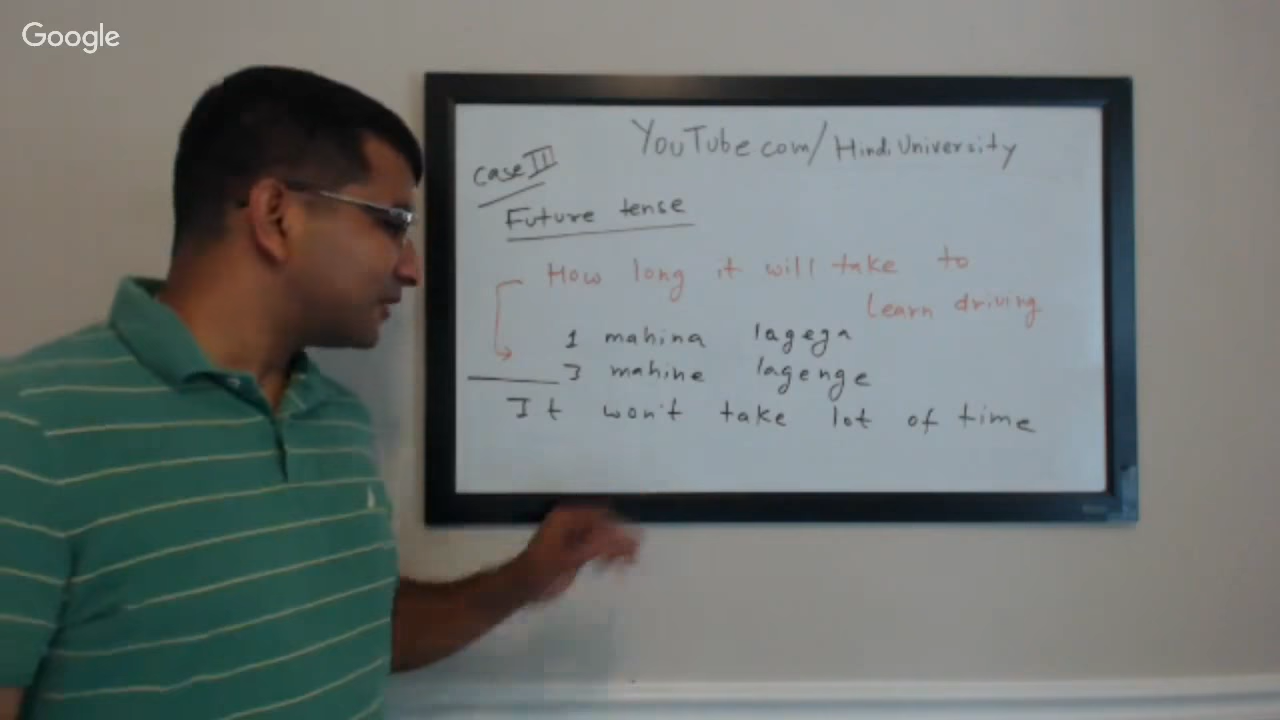 Google
YouTube.com/HindiUniversity
Case III
Future tense
How long it will take to
learn driving
1 mahina lagega
3 mahine lagenge
It won't take lot of time